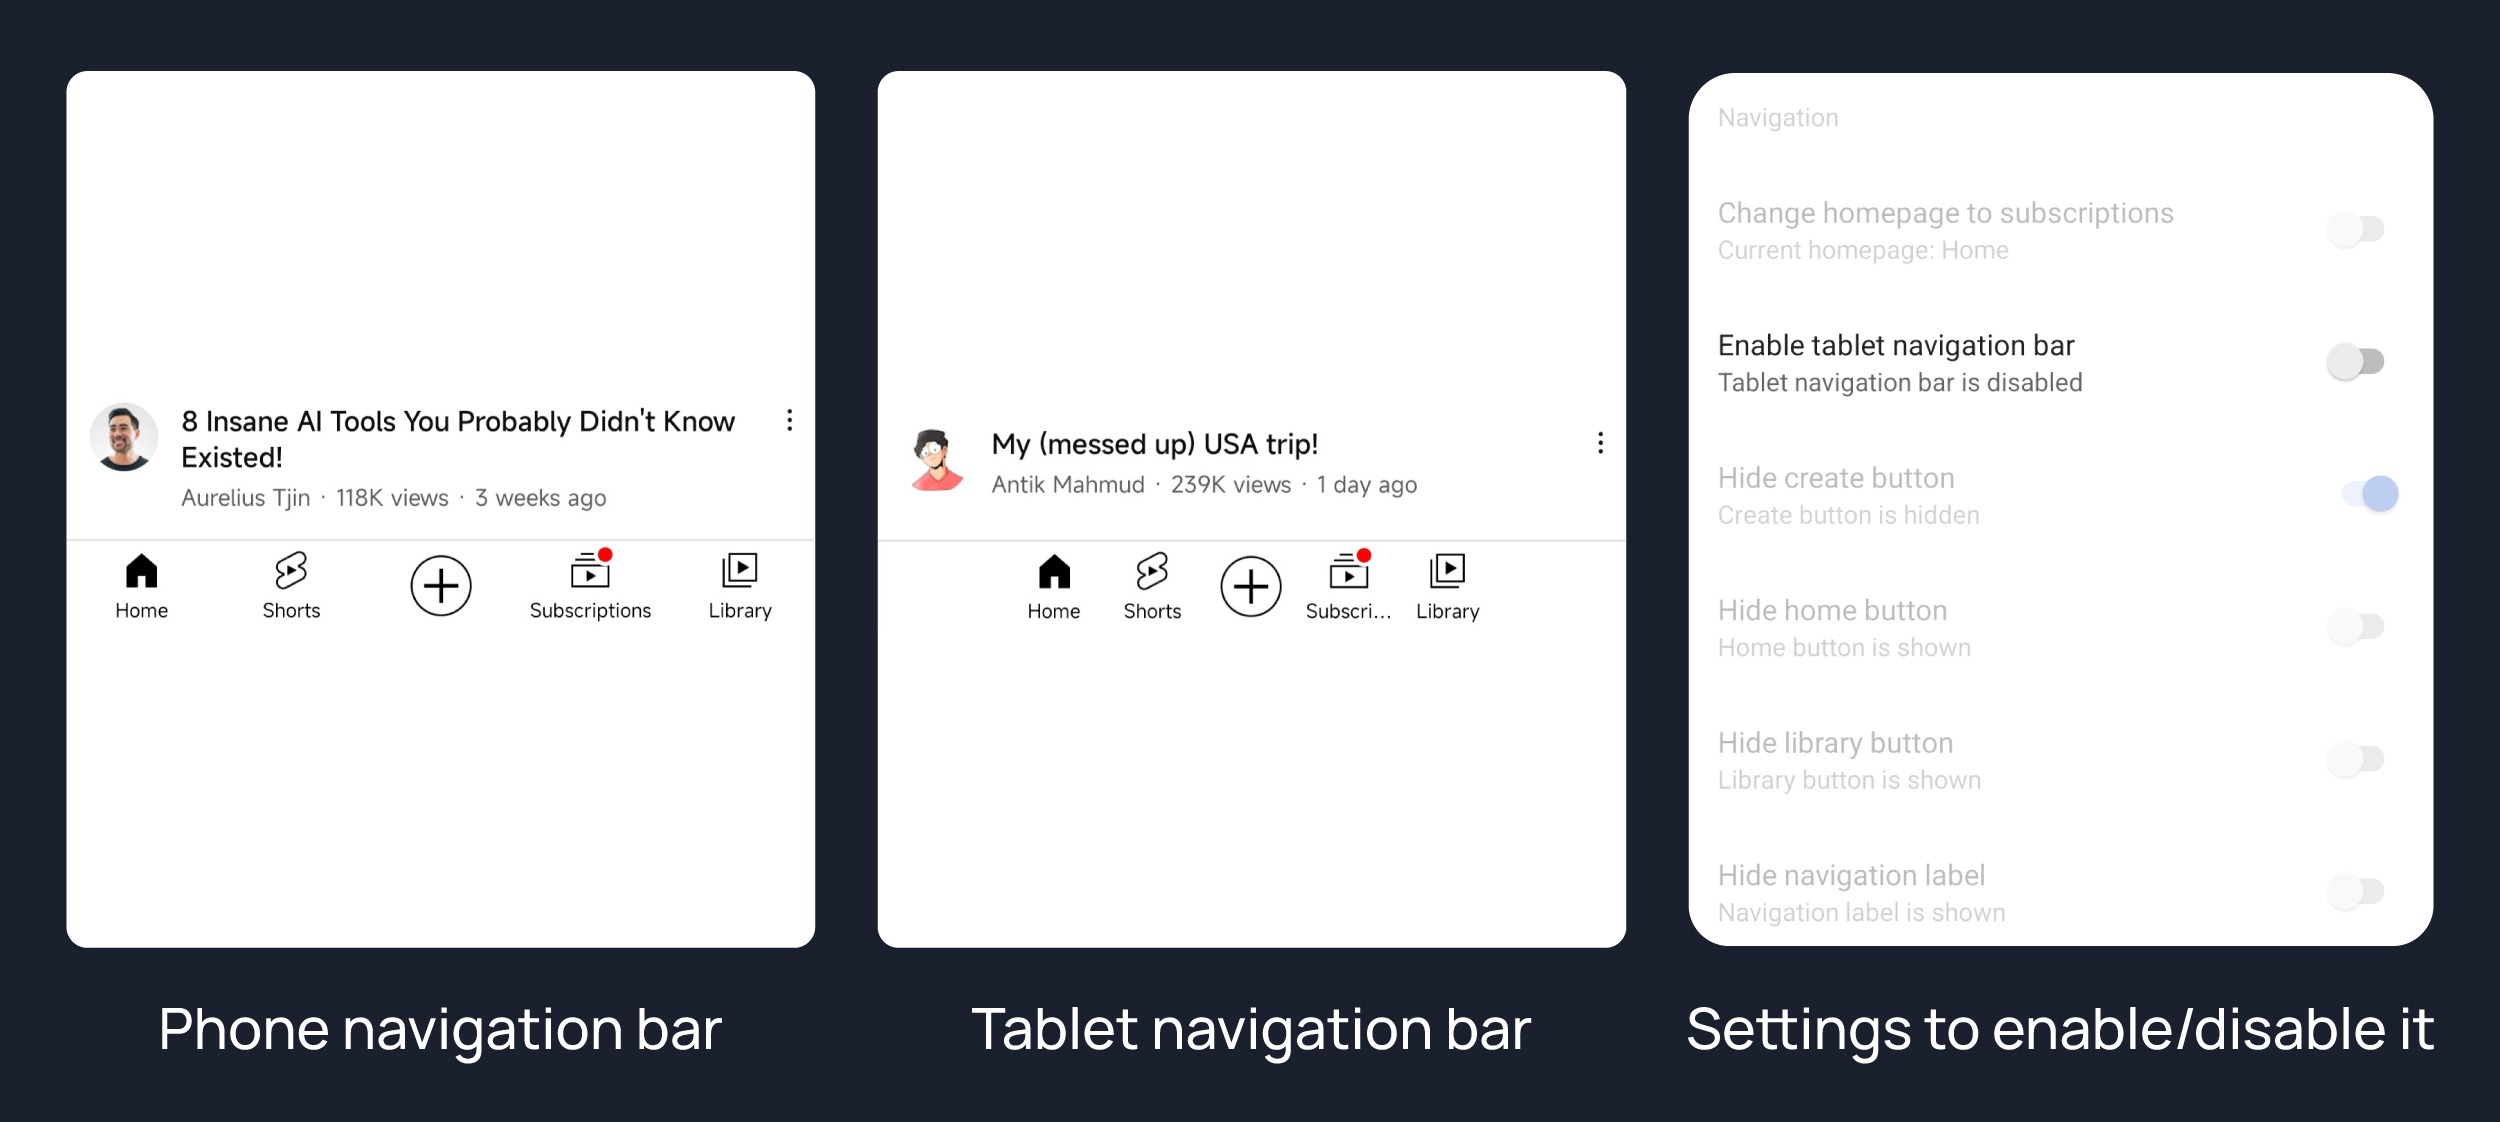 8 Insane AI Tools You Probably Didn't Know
Existed!
Aurelius Tjin · 118K views · 3 weeks ago
Home
Shorts
Subscriptions
Library
Phone navigation bar
My (messed up) USA trip!
Antik Mahmud · 239K views · 1 day ago
Home
Shorts
Subscri...
Library
Tablet navigation bar
Navigation
Change homepage to subscriptions
Current homepage: Home
Enable tablet navigation bar
Tablet navigation bar is disabled
Hide create button
Create button is hidden
Hide home button
Home button is shown
Hide library button
Library button is shown
Hide navigation label
Navigation label is shown
Settings to enable/disable it